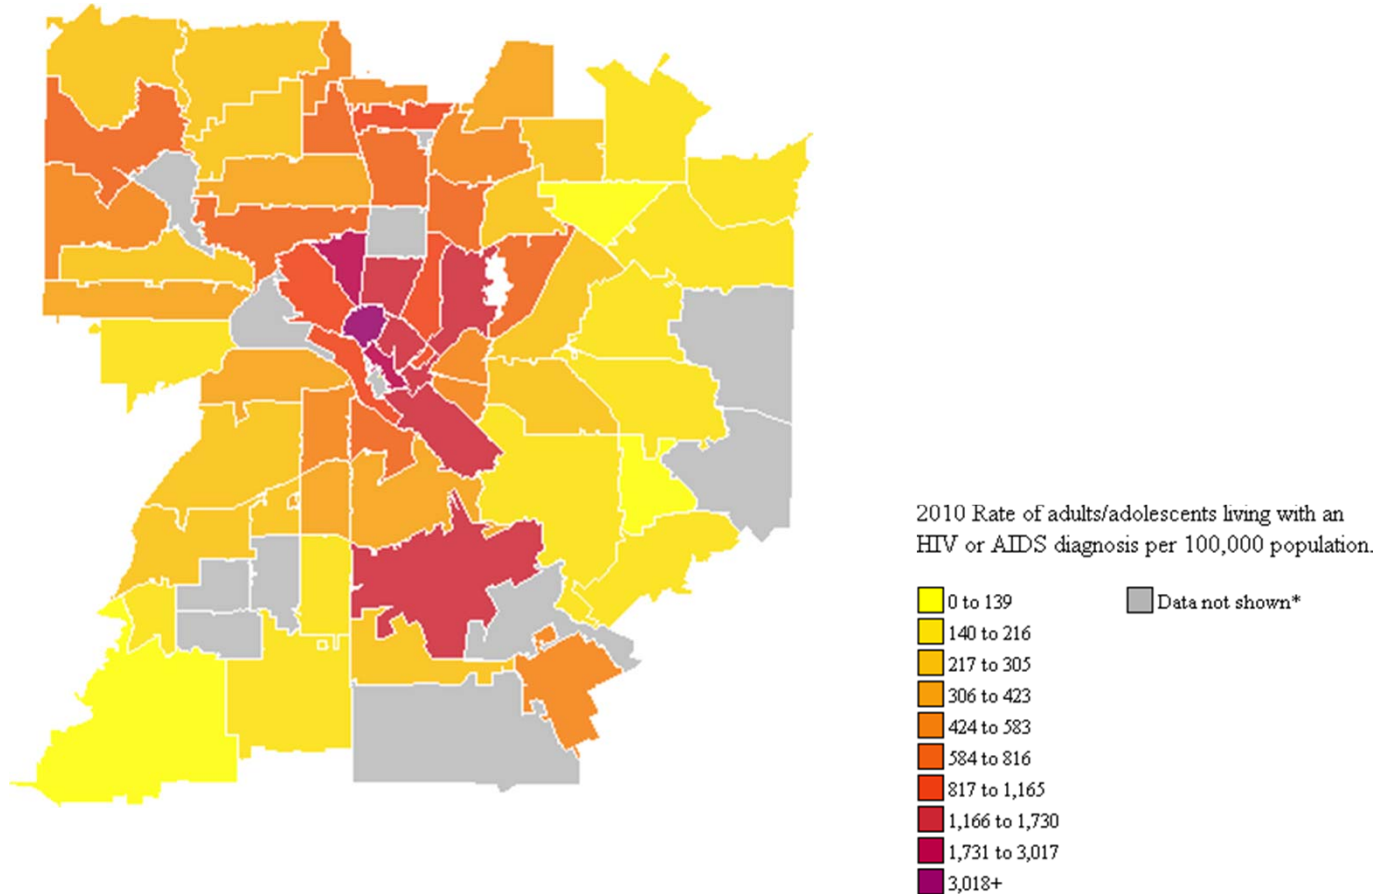 2010 Rate of adults/adolescents living with an
HIV or AIDS diagnosis per 100,000 population.
0 to 139
Data not shown*
140 to 216
217 to 305
306 to 423
424 to 583
584 to 816
817 to 1,165
1,166 to 1,730
1,731 to 3,017
3,018+